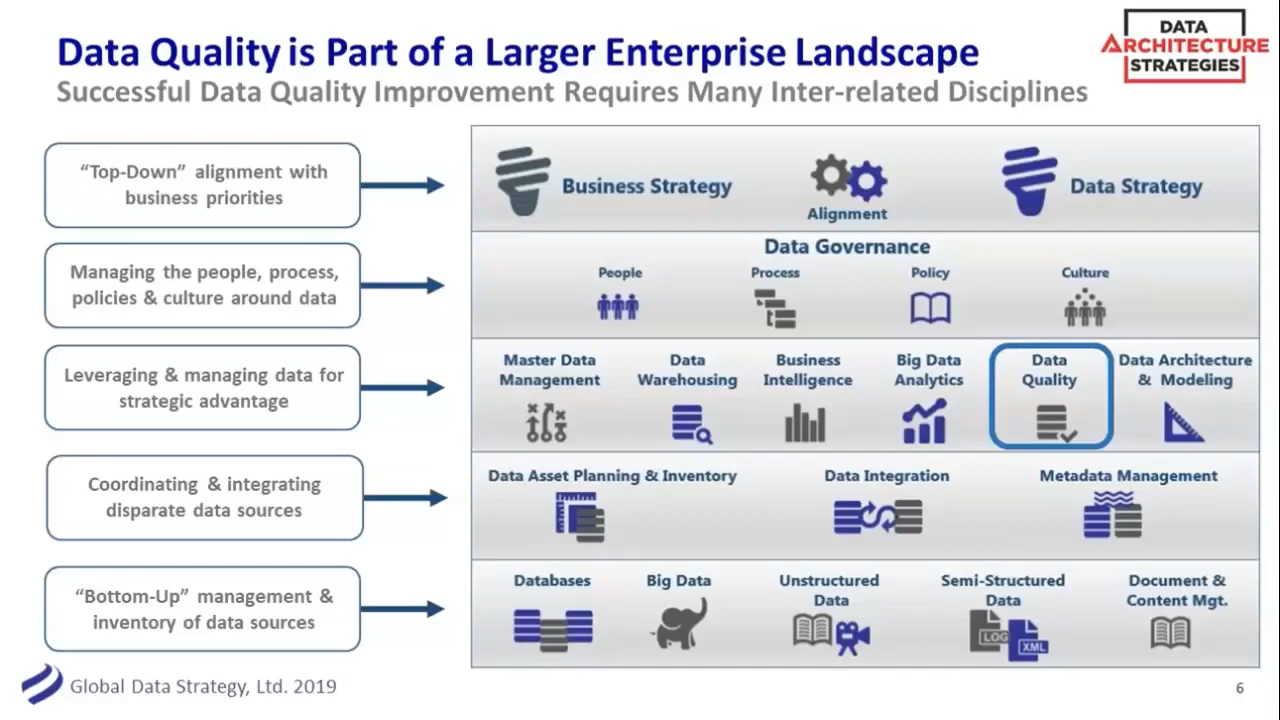 Data Quality is Part of a Larger Enterprise Landscape
Successful Data Quality Improvement Requires Many Inter-related Disciplines
DATA
ARCHITECTURE
STRATEGIES
“Top-Down” alignment with
business priorities
Business Strategy
Alignment
Data Strategy
Managing the people, process,
policies & culture around data
Data Governance
People
Process
Policy
Culture
Leveraging & managing data for
strategic advantage
Master Data
Management
Data
Warehousing
Business
Intelligence
Big Data
Analytics
Data
Quality
Data Architecture
& Modeling
Coordinating & integrating
disparate data sources
Data Asset Planning & Inventory
Data Integration
Metadata Management
“Bottom-Up” management &
inventory of data sources
Databases
Big Data
Unstructured
Data
Semi-Structured
Data
LOG
XML
Document &
Content Mgt.
Global Data Strategy, Ltd. 2019
6